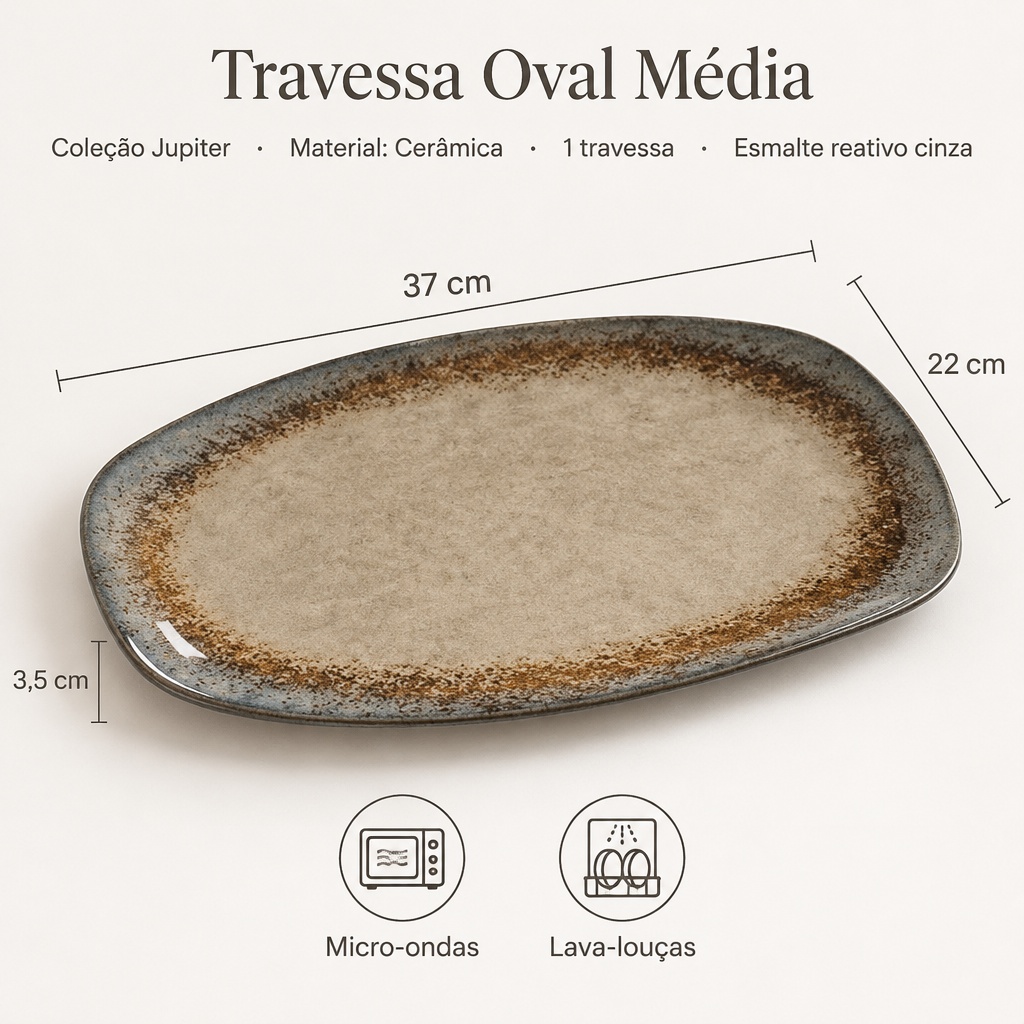 Travessa Oval Média
Coleção Jupiter · Material: Cerâmica · 1 travessa · Esmalte reativo cinza
37 cm
22 cm
3,5 cm
Micro-ondas
Lava-louças